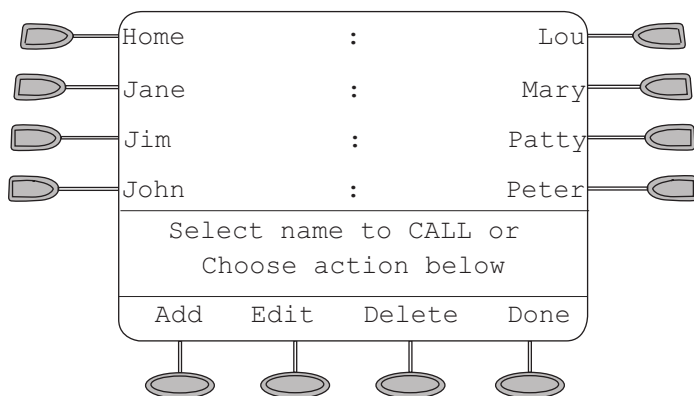 Home : Lou
Jane : Mary
Jim : Patty
John : Peter
Select name to CALL or
Choose action below
Add Edit Delete Done